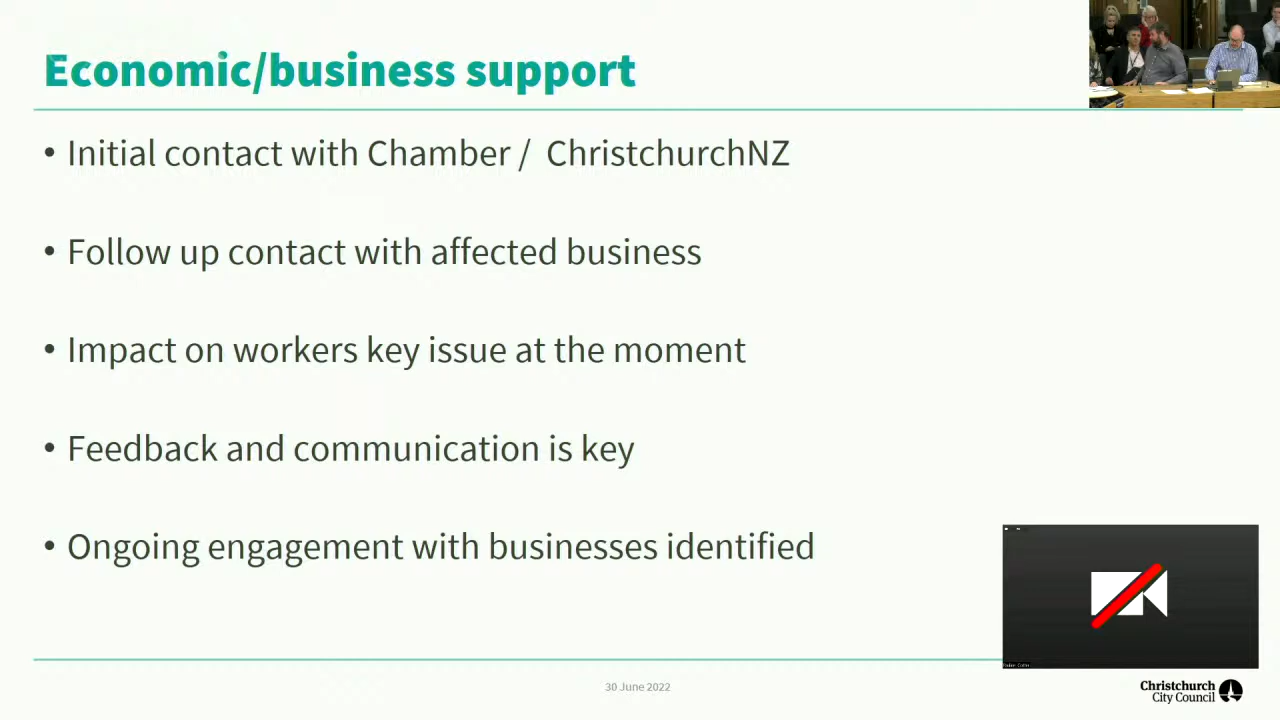 Economic/business support
• Initial contact with Chamber / ChristchurchNZ
• Follow up contact with affected business
• Impact on workers key issue at the moment
• Feedback and communication is key
• Ongoing engagement with businesses identified
30 June 2022
Christchurch
City Council